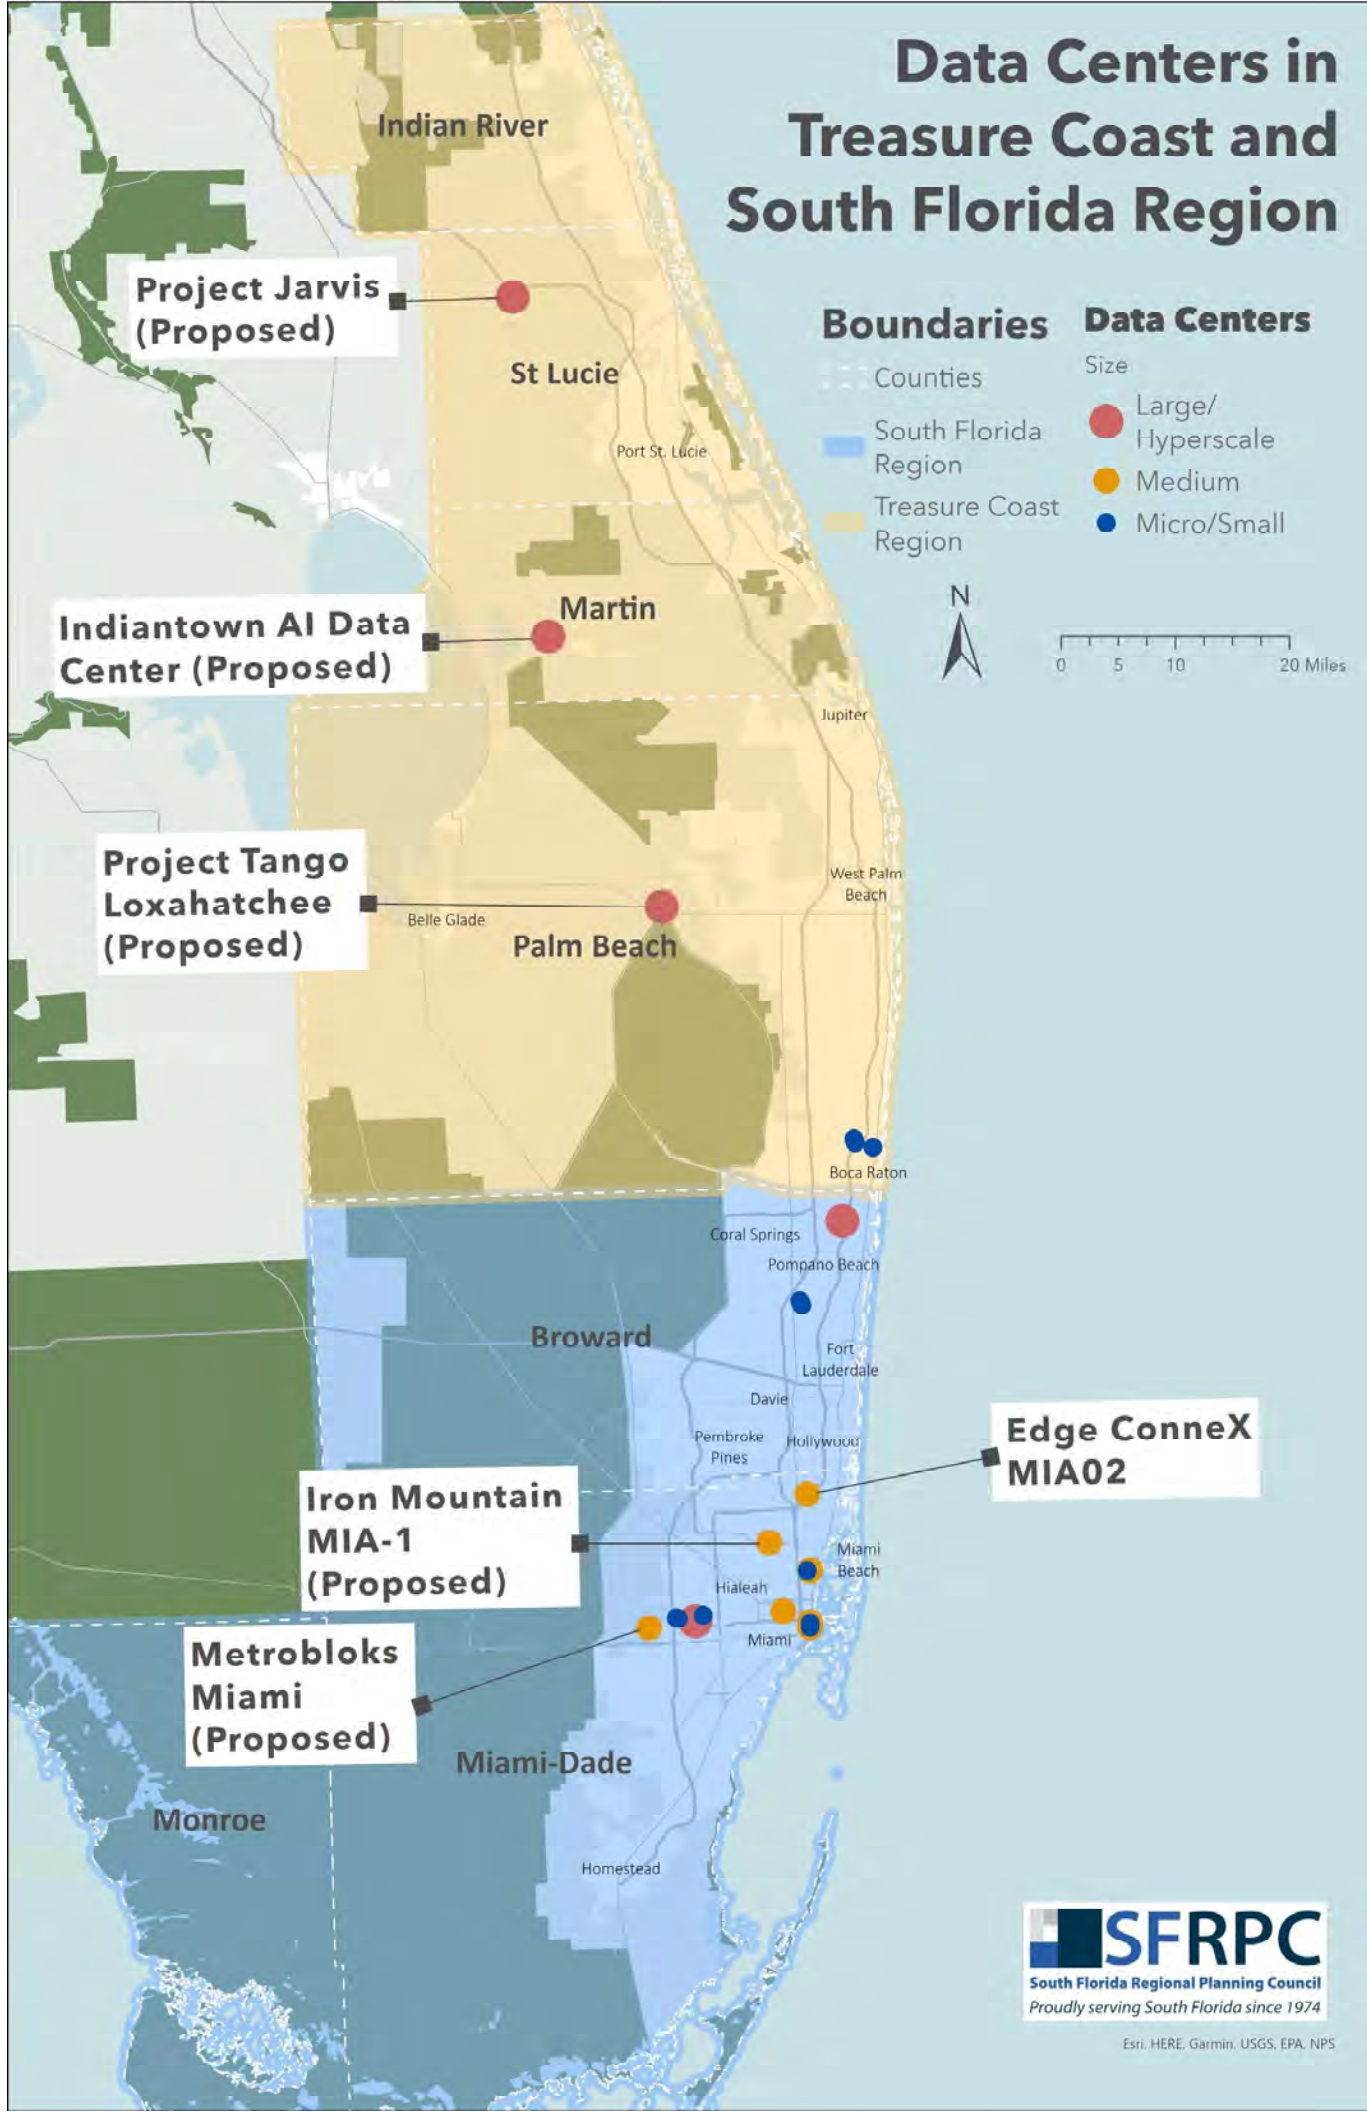 Data Centers in
Treasure Coast and
South Florida Region
Boundaries
Counties
South Florida
Region
Treasure Coast
Region
Data Centers
Size
Large/
Hyperscale
Medium
Micro/Small
N
0 5 10 20 Miles
Indian River
Project Jarvis
(Proposed)
St Lucie
Port St. Lucie
Indiantown AI Data
Center (Proposed)
Martin
Jupiter
Project Tango
Loxahatchee
(Proposed)
West Palm
Beach
Belle Glade
Palm Beach
Boca Raton
Coral Springs
Pompano Beach
Broward
Fort
Lauderdale
Davie
Pembroke
Pines
Hollywood
Edge ConneX
MIA02
Iron Mountain
MIA-1
(Proposed)
Miami
Beach
Hialeah
Miami
Metrobloks
Miami
(Proposed)
Miami-Dade
Monroe
Homestead
SFRPC
South Florida Regional Planning Council
Proudly serving South Florida since 1974
Esri, HERE, Garmin, USGS, EPA, NPS